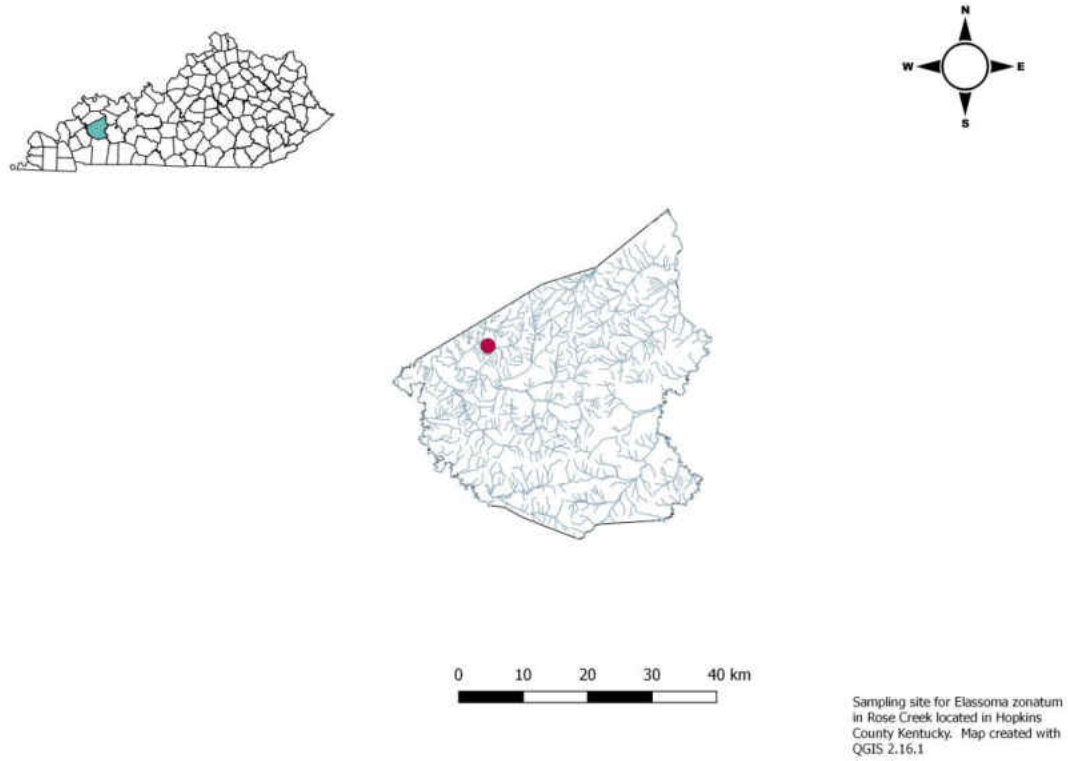 N
W E
S
0 10 20 30 40 km
Sampling site for Elassoma zonatum
in Rose Creek located in Hopkins
County Kentucky. Map created with
QGIS 2.16.1